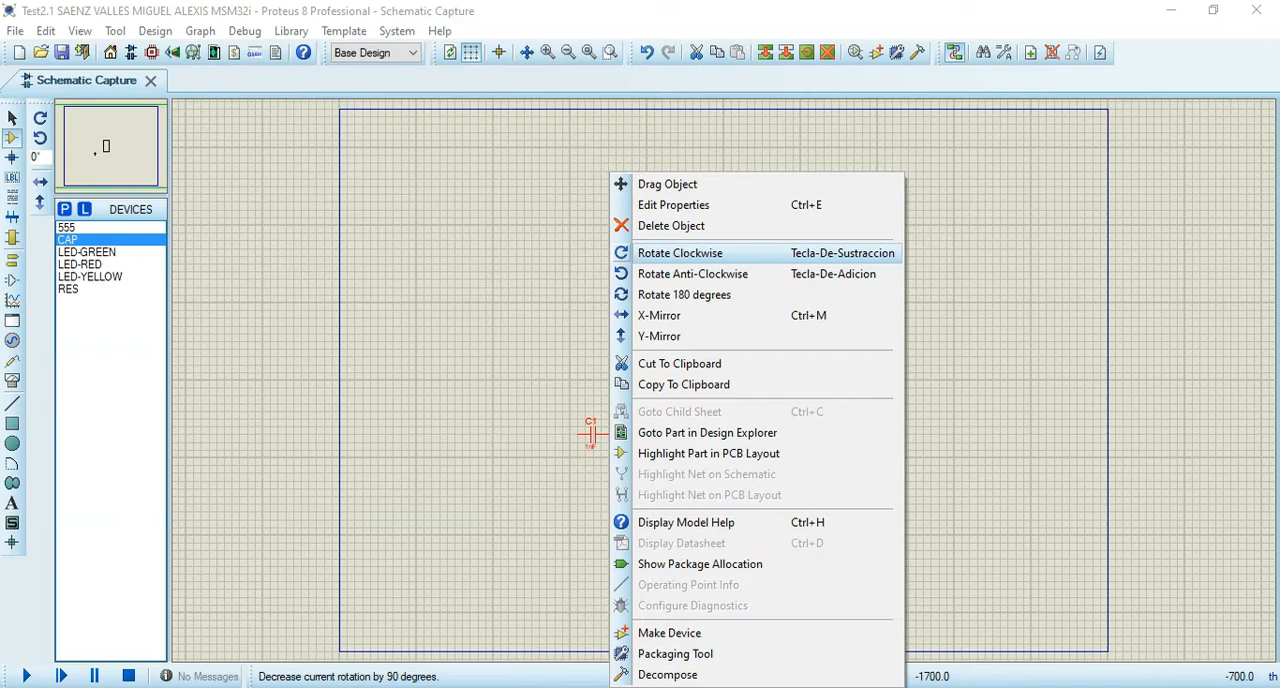 Test2.1 SAENZ VALLES MIGUEL ALEXIS MSM32i - Proteus 8 Professional - Schematic Capture
File Edit View Tool Design Graph Debug Library Template System Help
Base Design
Schematic Capture
0°
P L DEVICES
555
CAP
LED-GREEN
LED-RED
LED-YELLOW
RES
LBL
A
S
C1
1nF
Drag Object
Edit Properties Ctrl+E
Delete Object
Rotate Clockwise Tecla-De-Sustraccion
Rotate Anti-Clockwise Tecla-De-Adicion
Rotate 180 degrees
X-Mirror Ctrl+M
Y-Mirror
Cut To Clipboard
Copy To Clipboard
Goto Child Sheet Ctrl+C
Goto Part in Design Explorer
Highlight Part in PCB Layout
Highlight Net on Schematic
Highlight Net on PCB Layout
Display Model Help Ctrl+H
Display Datasheet Ctrl+D
Show Package Allocation
Operating Point Info
Configure Diagnostics
Make Device
Packaging Tool
Decompose
No Messages Decrease current rotation by 90 degrees. -1700.0 -700.0 th